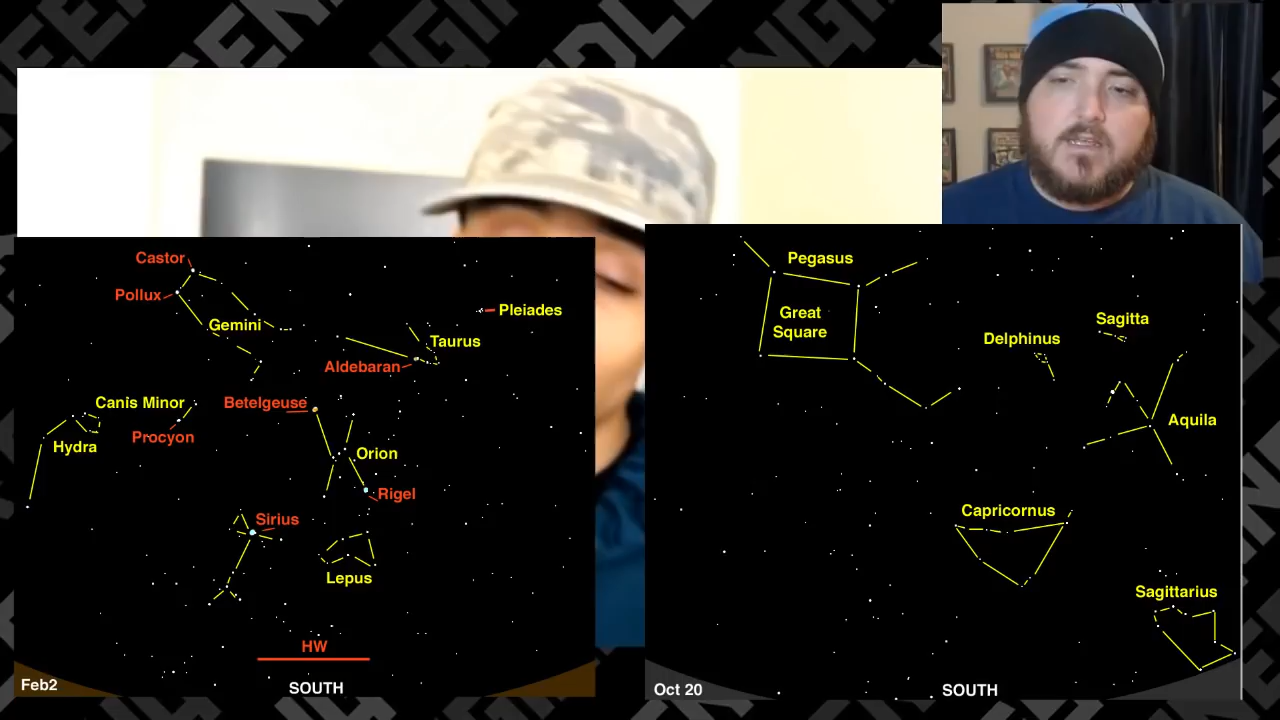 Castor
Pollux
Gemini
Pleiades
Taurus
Aldebaran
Canis Minor
Betelgeuse
Procyon
Hydra
Orion
Rigel
Sirius
Lepus
HW
Feb2
SOUTH
Pegasus
Great
Square
Sagitta
Delphinus
Aquila
Capricornus
Sagittarius
Oct 20
SOUTH